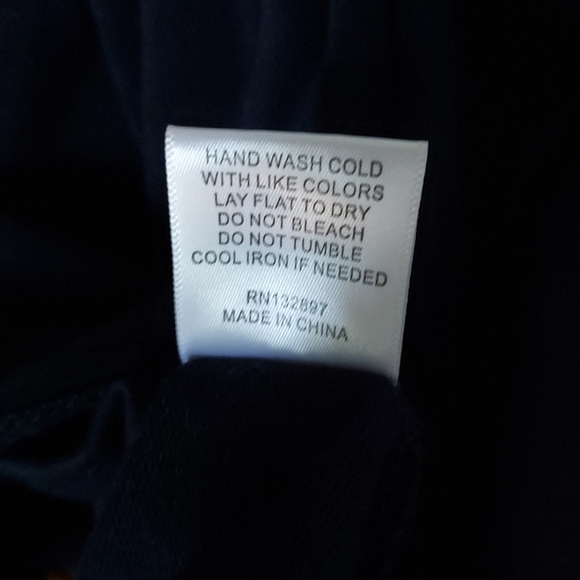 HAND WASH COLD
WITH LIKE COLORS
LAY FLAT TO DRY
DO NOT BLEACH
DO NOT TUMBLE
COOL IRON IF NEEDED
RN132897
MADE IN CHINA